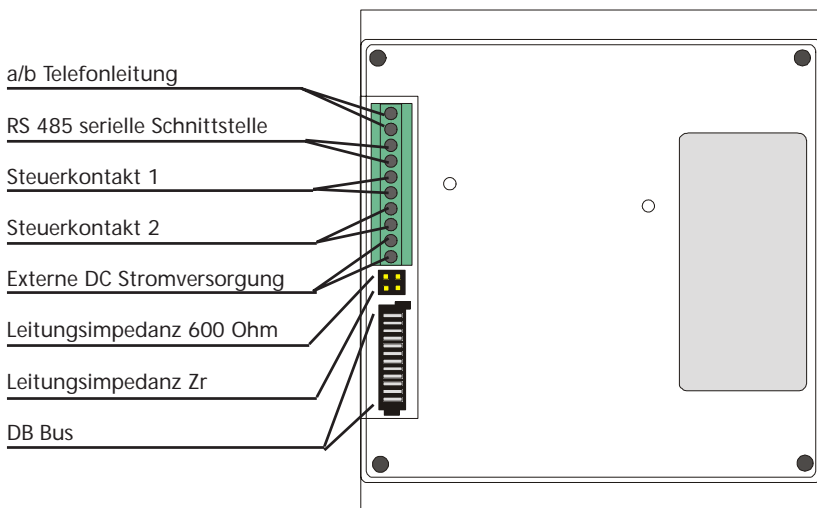 a/b Telefonleitung
RS 485 serielle Schnittstelle
Steuerkontakt 1
Steuerkontakt 2
Externe DC Stromversorgung
Leitungsimpedanz 600 Ohm
Leitungsimpedanz Zr
DB Bus